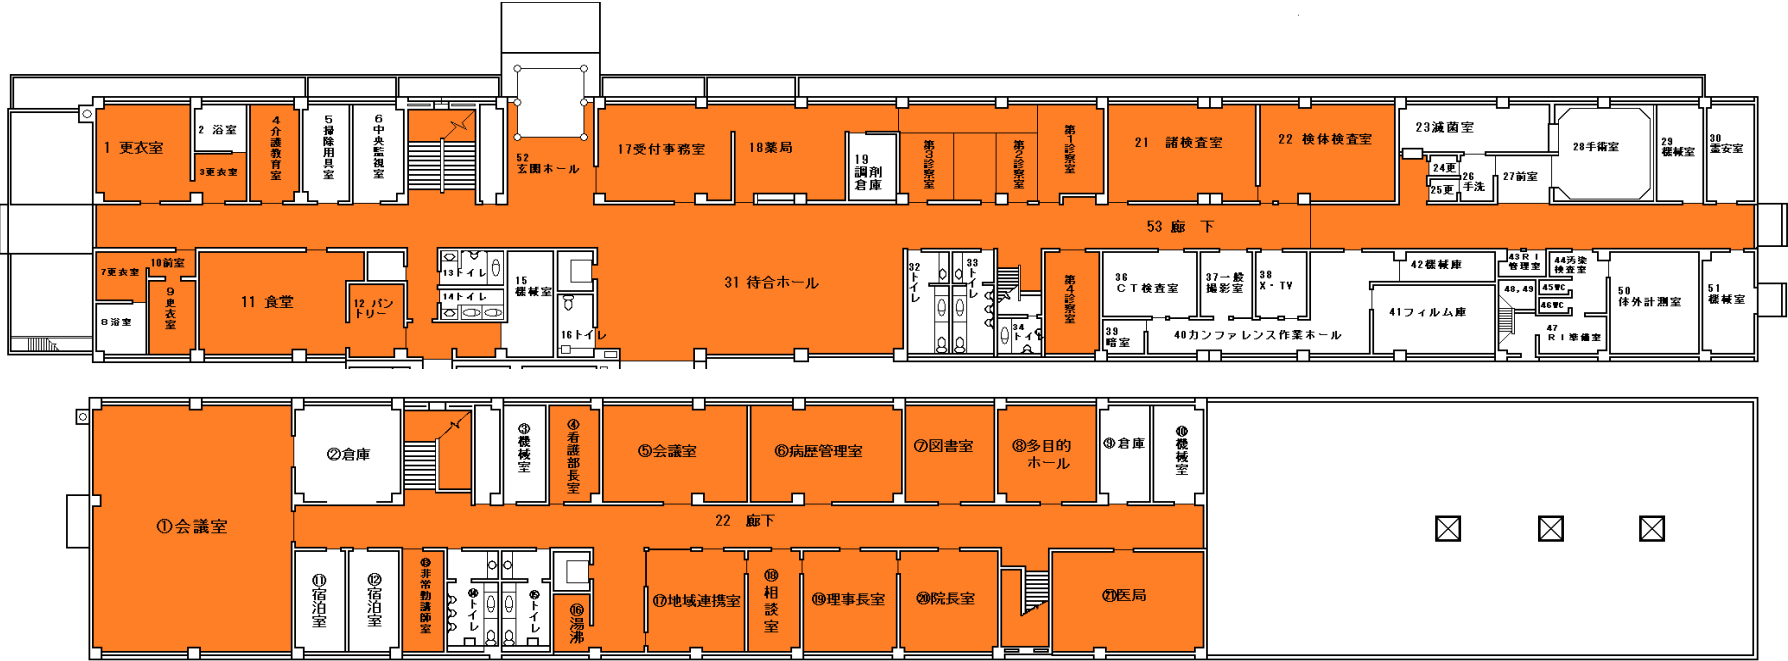 1 更衣室
2 浴室
3更衣室
4介護教育室
5掃除用具室
6中央監視室
52
玄関ホール
17受付事務室
18薬局
19
調剤
倉庫
第3診察室
第2診察室
第1診察室
21 諸検査室
22 検体検査室
23滅菌室
24更
25更
26
手洗
27前室
28手術室
29
機械室
30
霊安室
53 廊 下
7更衣室
8浴室
9更衣室
10前室
11 食堂
12 パン
トリー
13トイレ
14トイレ
15
機械室
16トイレ
31 待合ホール
32トイレ
33トイレ
34
トイレ
第4診察室
36
CT検査室
37一般
撮影室
38
X・TV
39
暗室
40カンファレンス作業ホール
41フィルム庫
42機械庫
43RI
管理室
44汚染
検査室
45WC
46WC
47
RI準備室
48,49
50
体外計測室
51
機械室
①会議室
②倉庫
③機械室
④看護部長室
⑤会議室
⑥病歴管理室
⑦図書室
⑧多目的
ホール
⑨倉庫
⑩機械室
22 廊下
⑪宿泊室
⑫宿泊室
⑬非常勤講師室
⑭トイレ
⑮トイレ
⑯湯沸
⑰地域連携室
⑱相談室
⑲理事長室
⑳院長室
㉑医局